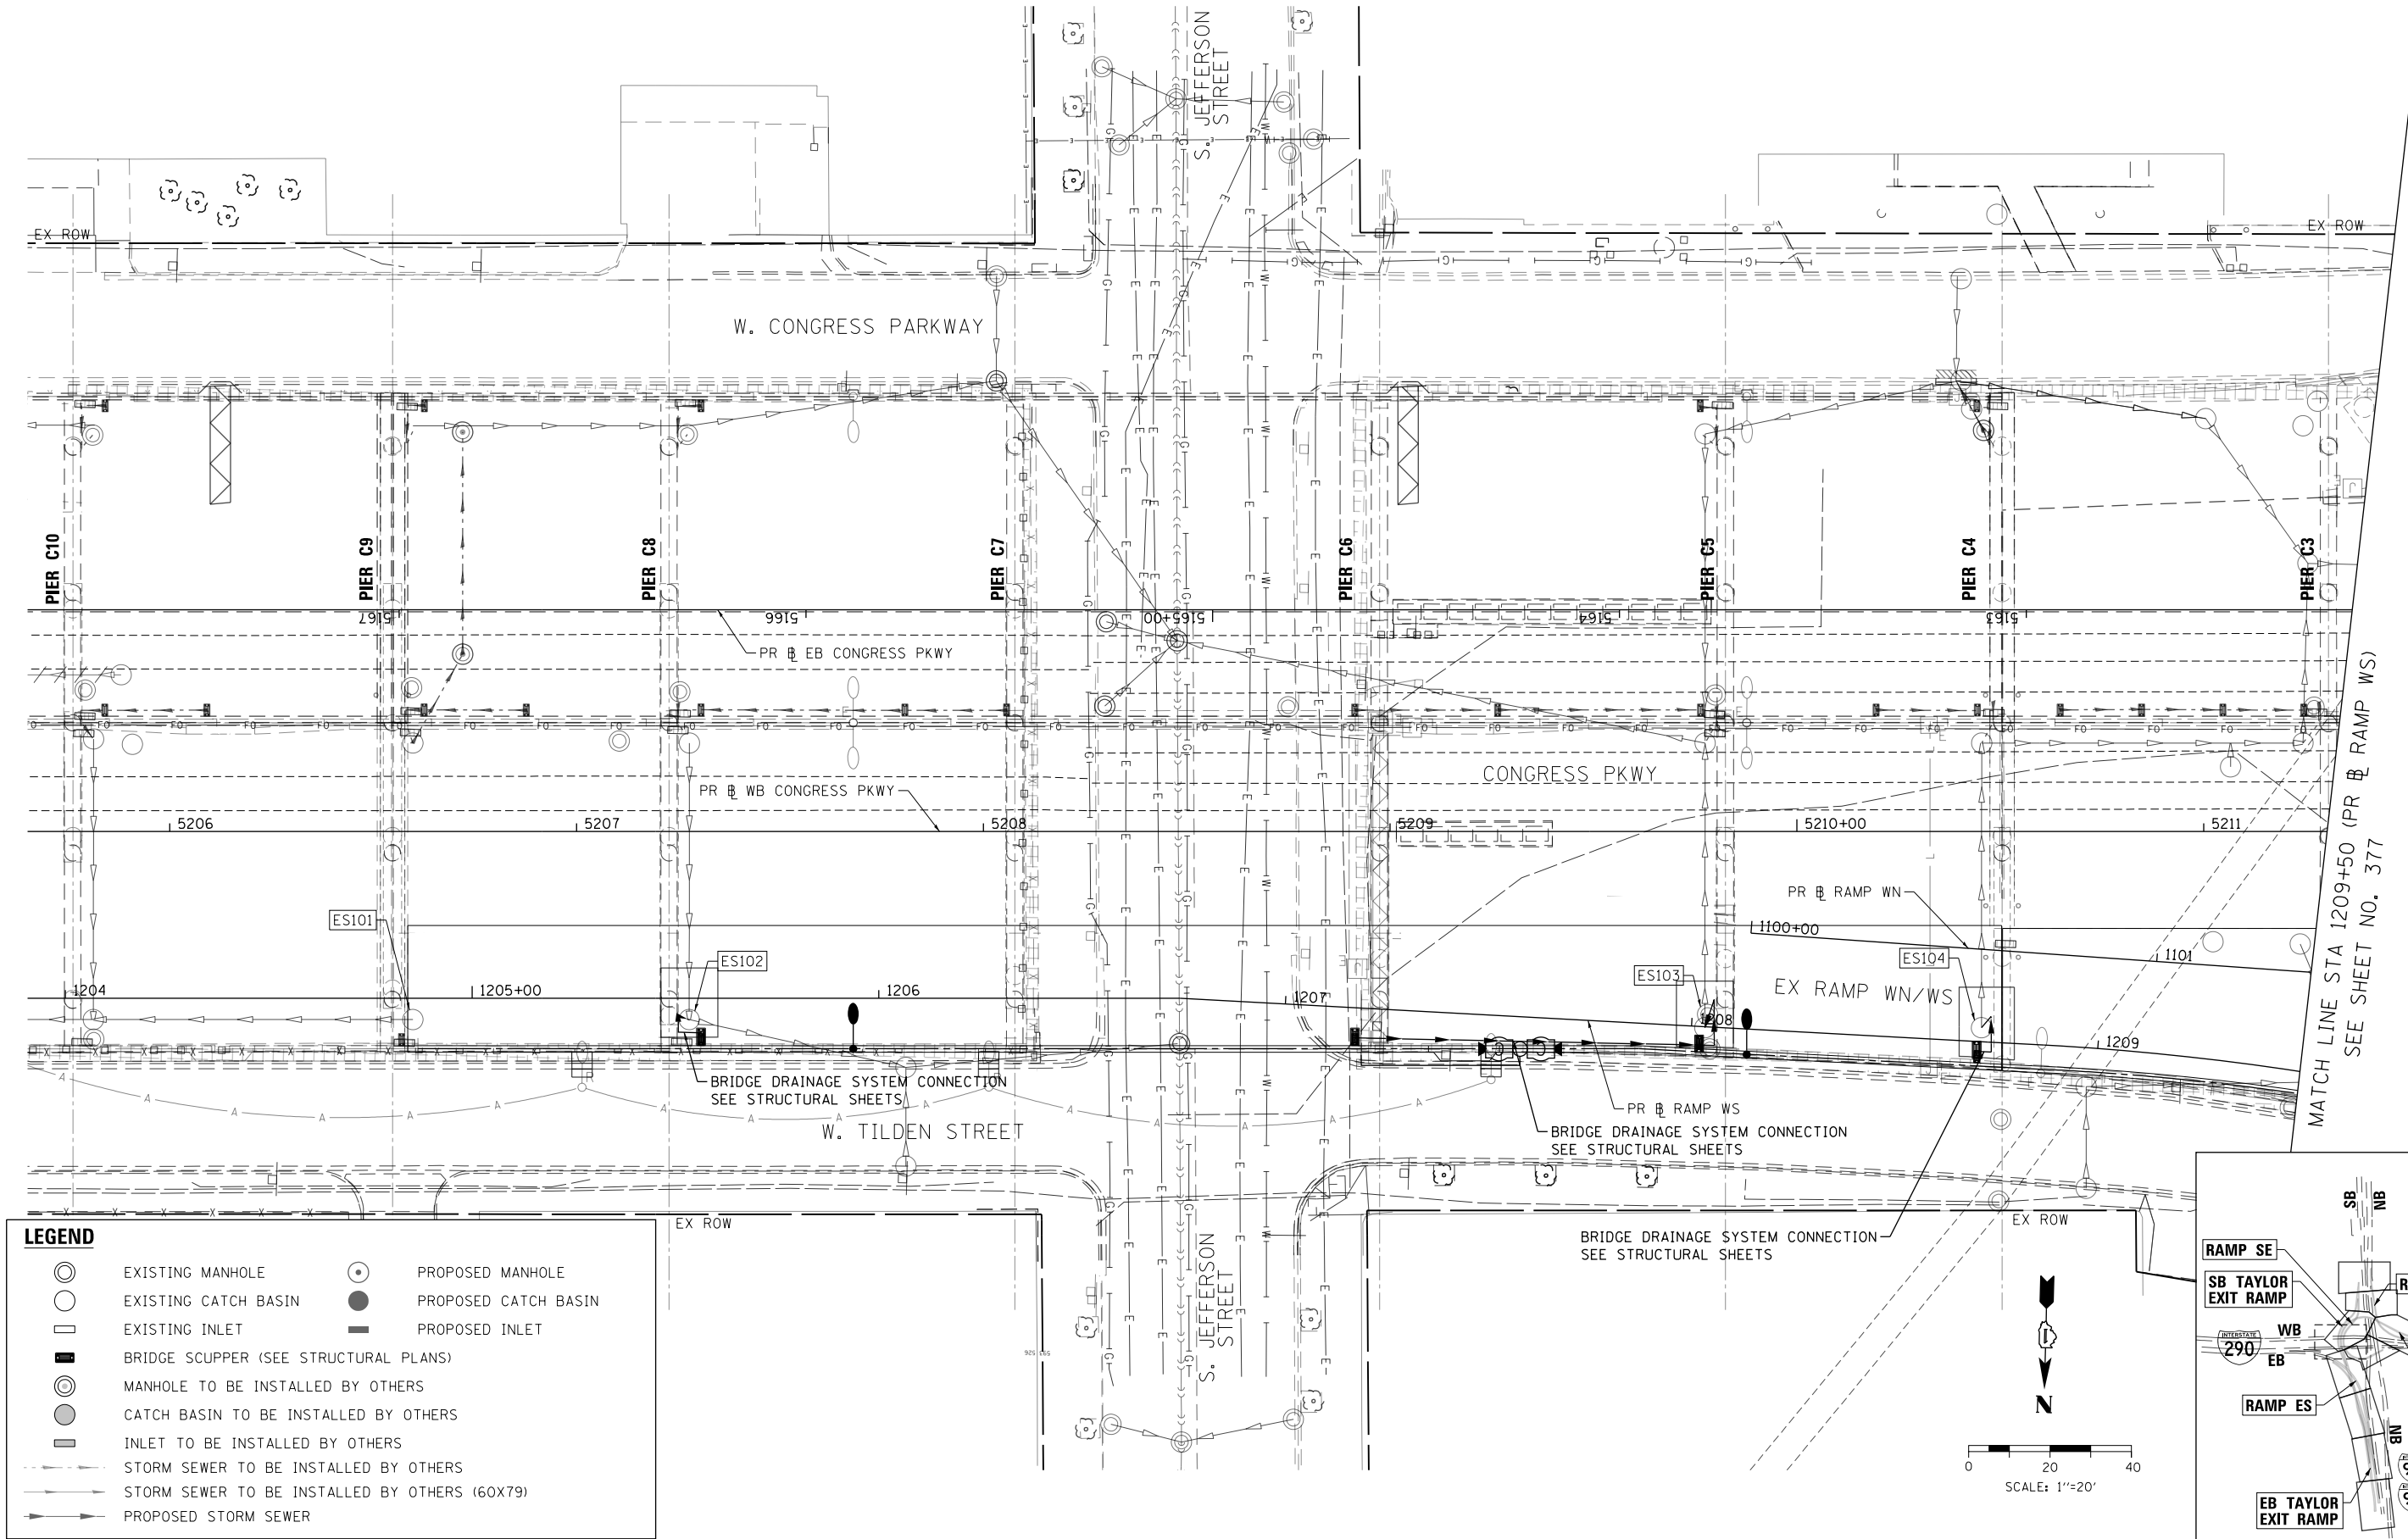 S. JEFFERSON
STREET
EX ROW
EX ROW
W. CONGRESS PARKWAY
PIER C10
PIER C9
PIER C8
PIER C7
PIER C6
PIER C5
PIER C4
PIER C3
5167
5166
5165+00
5164
5163
PR ⅊ EB CONGRESS PKWY
CONGRESS PKWY
PR ⅊ WB CONGRESS PKWY
5206
5207
5208
5209
5210+00
5211
MATCH LINE STA 1209+50 (PR ⅊ RAMP WS)
SEE SHEET NO. 377
PR ⅊ RAMP WN
ES101
ES102
ES103
ES104
1100+00
1101
EX RAMP WN/WS
1204
1205+00
1206
1207
1208
1209
BRIDGE DRAINAGE SYSTEM CONNECTION
SEE STRUCTURAL SHEETS
PR ⅊ RAMP WS
W. TILDEN STREET
BRIDGE DRAINAGE SYSTEM CONNECTION
SEE STRUCTURAL SHEETS
EX ROW
EX ROW
BRIDGE DRAINAGE SYSTEM CONNECTION
SEE STRUCTURAL SHEETS
S. JEFFERSON
STREET
LEGEND
EXISTING MANHOLE
PROPOSED MANHOLE
EXISTING CATCH BASIN
PROPOSED CATCH BASIN
EXISTING INLET
PROPOSED INLET
BRIDGE SCUPPER (SEE STRUCTURAL PLANS)
MANHOLE TO BE INSTALLED BY OTHERS
CATCH BASIN TO BE INSTALLED BY OTHERS
INLET TO BE INSTALLED BY OTHERS
STORM SEWER TO BE INSTALLED BY OTHERS
STORM SEWER TO BE INSTALLED BY OTHERS (60X79)
PROPOSED STORM SEWER
N
0 20 40
SCALE: 1''=20'
SB
NB
RAMP SE
SB TAYLOR
EXIT RAMP
WB
INTERSTATE
290
EB
RAMP ES
NB
EB TAYLOR
EXIT RAMP